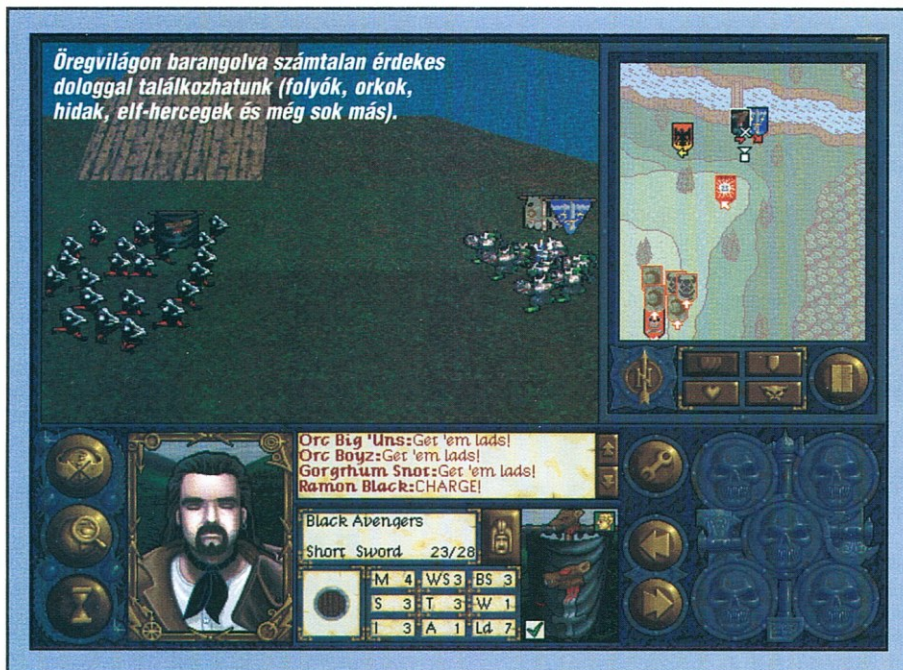 Öregvilágon barangolva számtalan érdekes
dologgal találkozhatunk (folyók, orkok,
hidak, elf-hercegek és még sok más).
N
Orc Big 'Uns:Get 'em lads!
Orc Boyz:Get 'em lads!
Gorgrhum Snot:Get 'em lads!
Ramon Black:CHARGE!
Black Avengers
Short Sword 23/28
M 4 WS 3 BS 3
S 3 T 3 W 1
I 3 A 1 Ld 7